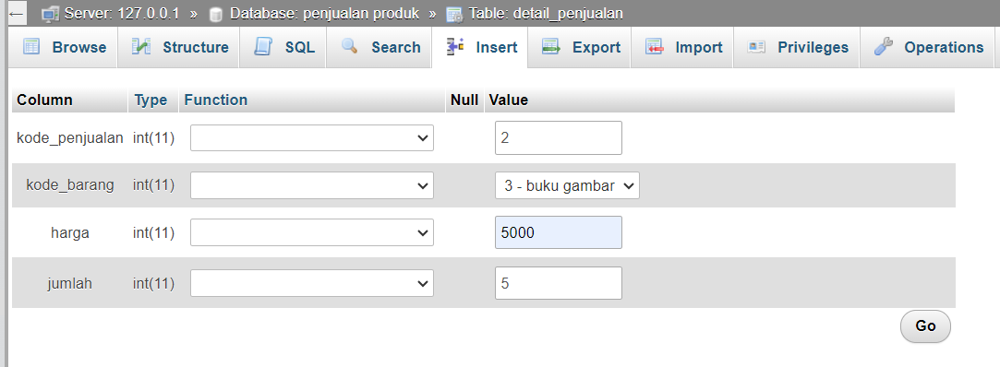 ← Server: 127.0.0.1 » Database: penjualan produk » Table: detail_penjualan
Browse Structure SQL Search Insert Export Import Privileges Operations
Column Type Function Null Value
kode_penjualan int(11) 2
kode_barang int(11) 3 - buku gambar
harga int(11) 5000
jumlah int(11) 5
Go